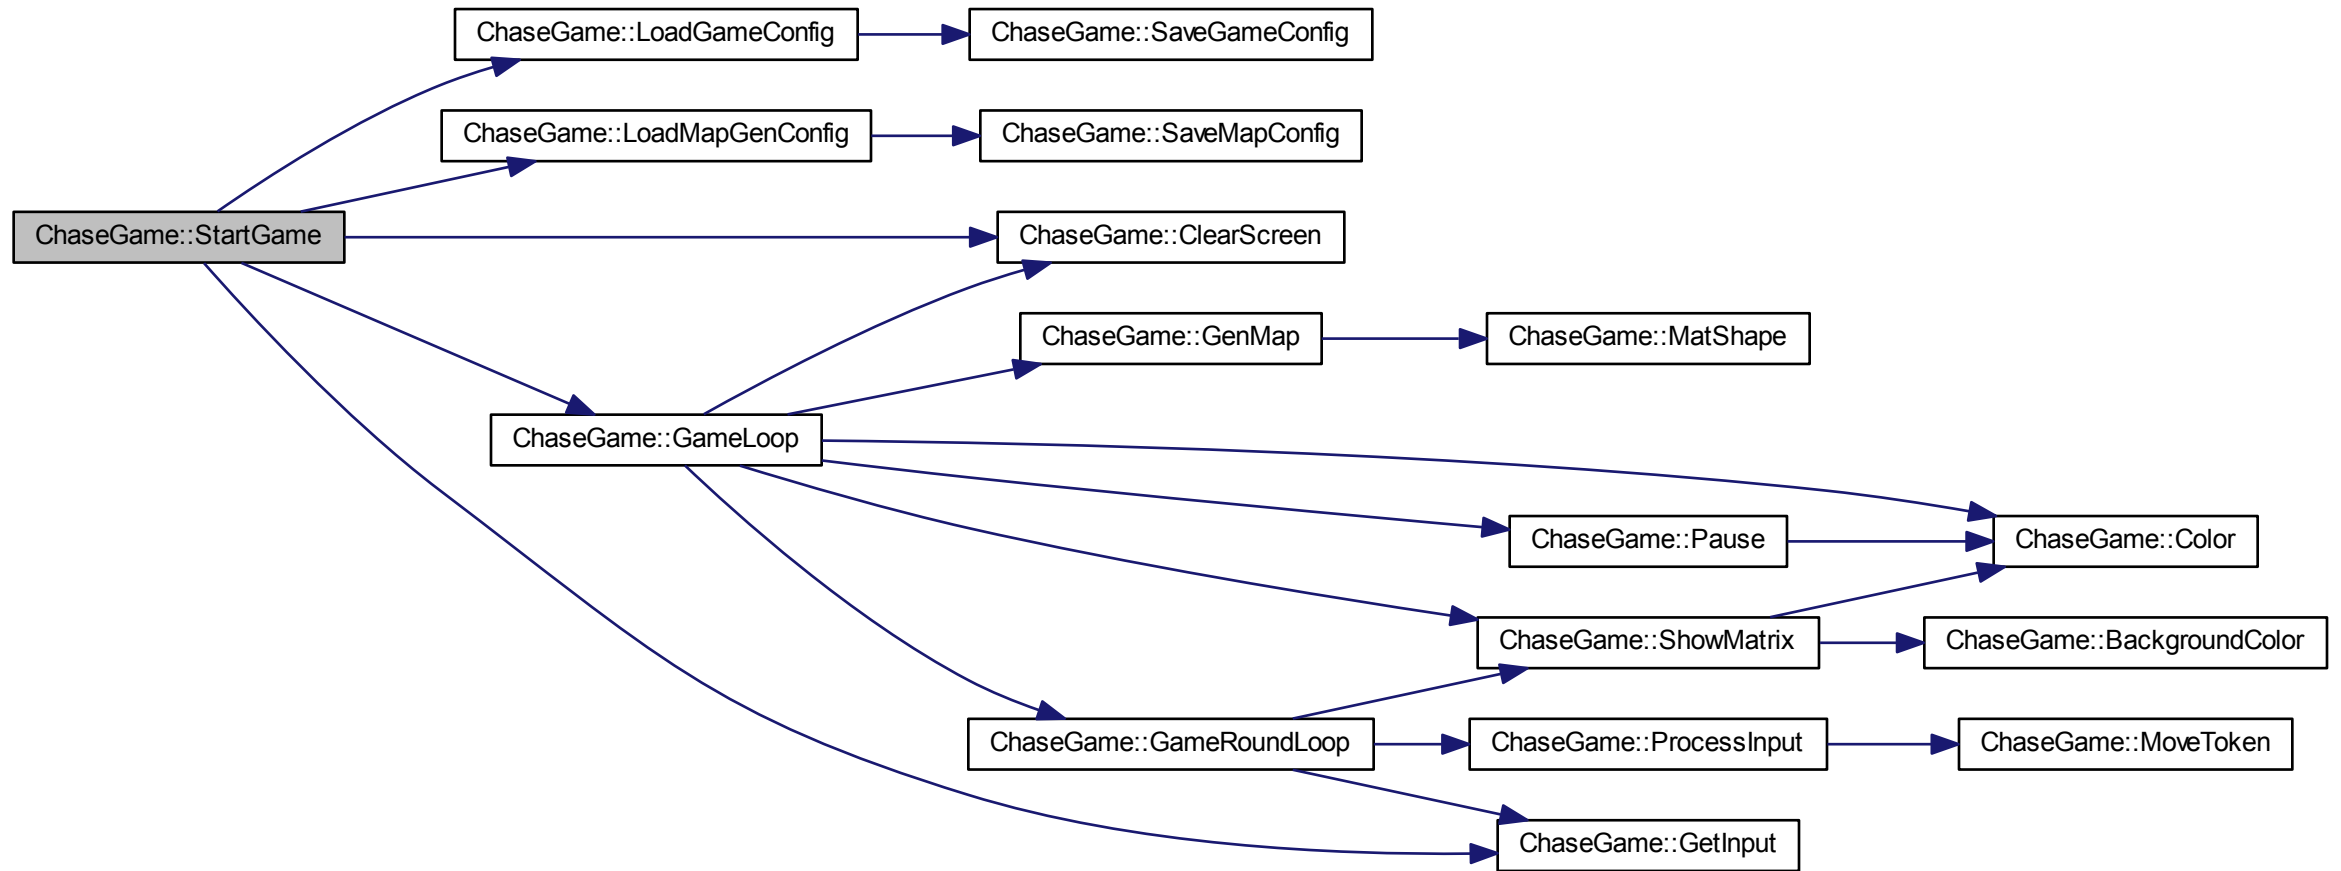 ChaseGame::LoadGameConfig
ChaseGame::SaveGameConfig
ChaseGame::LoadMapGenConfig
ChaseGame::SaveMapConfig
ChaseGame::StartGame
ChaseGame::ClearScreen
ChaseGame::GenMap
ChaseGame::MatShape
ChaseGame::GameLoop
ChaseGame::Pause
ChaseGame::Color
ChaseGame::ShowMatrix
ChaseGame::BackgroundColor
ChaseGame::GameRoundLoop
ChaseGame::ProcessInput
ChaseGame::MoveToken
ChaseGame::GetInput